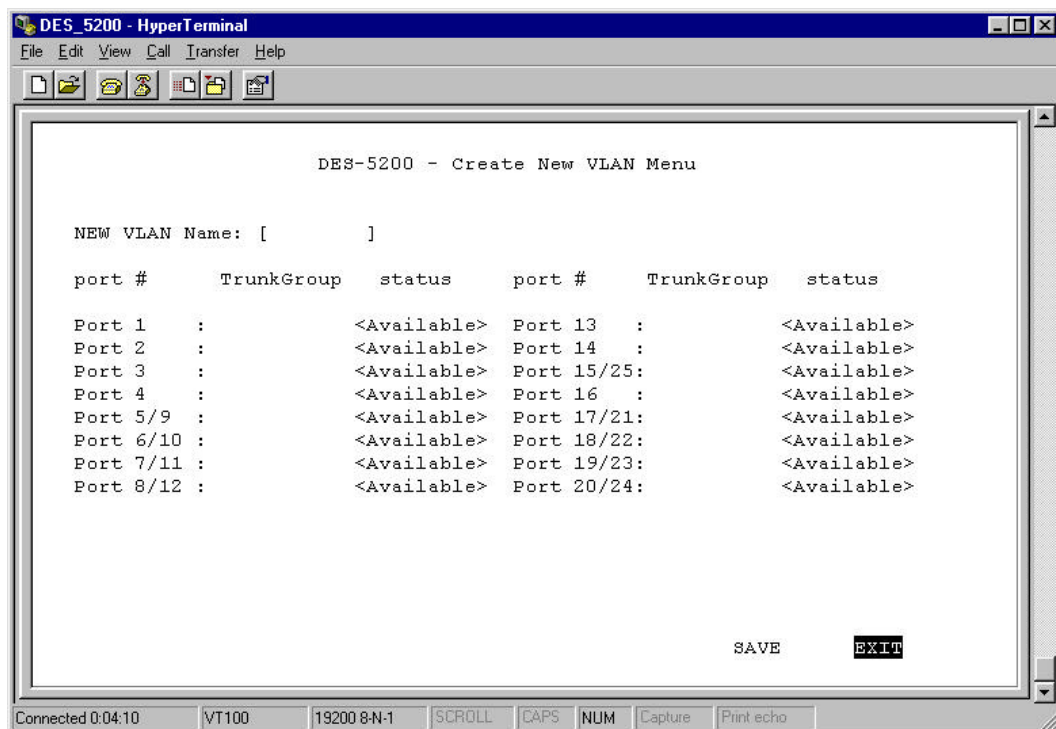 DES_5200 - HyperTerminal
File Edit View Call Transfer Help
DES-5200 - Create New VLAN Menu
NEW VLAN Name: [ ]
port # TrunkGroup status port # TrunkGroup status
Port 1 : <Available> Port 13 : <Available>
Port 2 : <Available> Port 14 : <Available>
Port 3 : <Available> Port 15/25: <Available>
Port 4 : <Available> Port 16 : <Available>
Port 5/9 : <Available> Port 17/21: <Available>
Port 6/10 : <Available> Port 18/22: <Available>
Port 7/11 : <Available> Port 19/23: <Available>
Port 8/12 : <Available> Port 20/24: <Available>
SAVE EXIT
Connected 0:04:10 VT100 19200 8-N-1 SCROLL CAPS NUM Capture Print echo